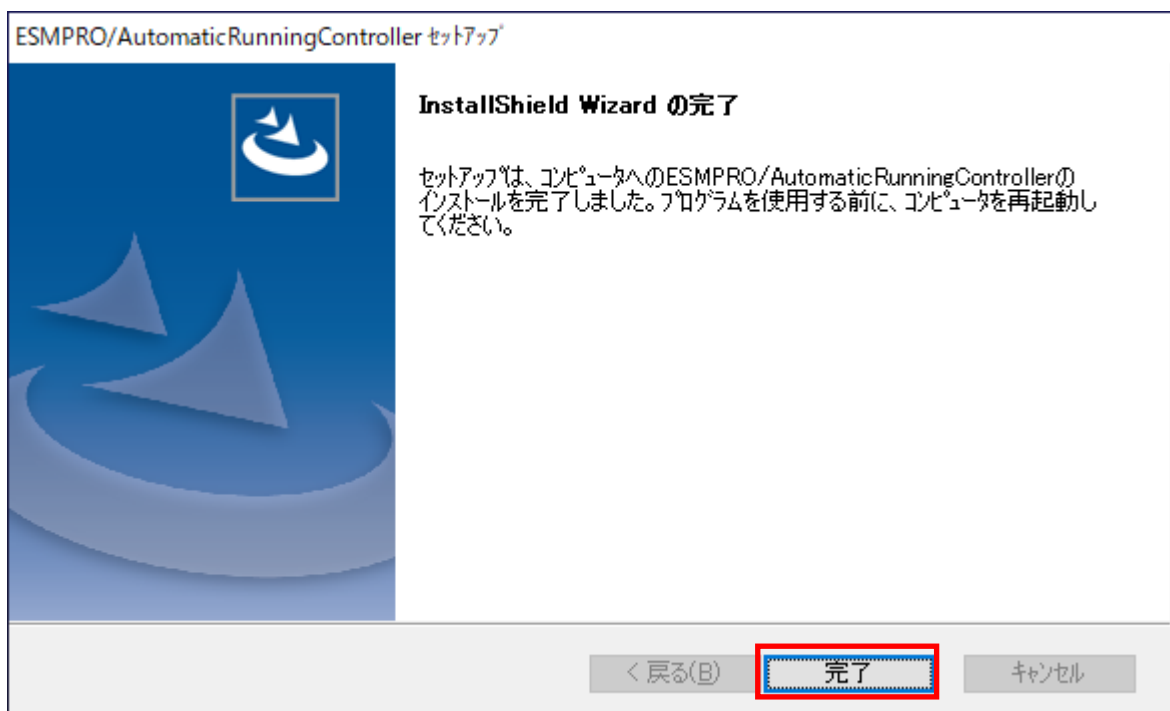 ESMPRO/AutomaticRunningController ｾｯﾄｱｯﾌﾟ
InstallShield Wizard の完了
セットアップは、コンピュータへのESMPRO/AutomaticRunningControllerの
インストールを完了しました。プログラムを使用する前に、コンピュータを再起動し
てください。
< 戻る(B)
完了
キャンセル